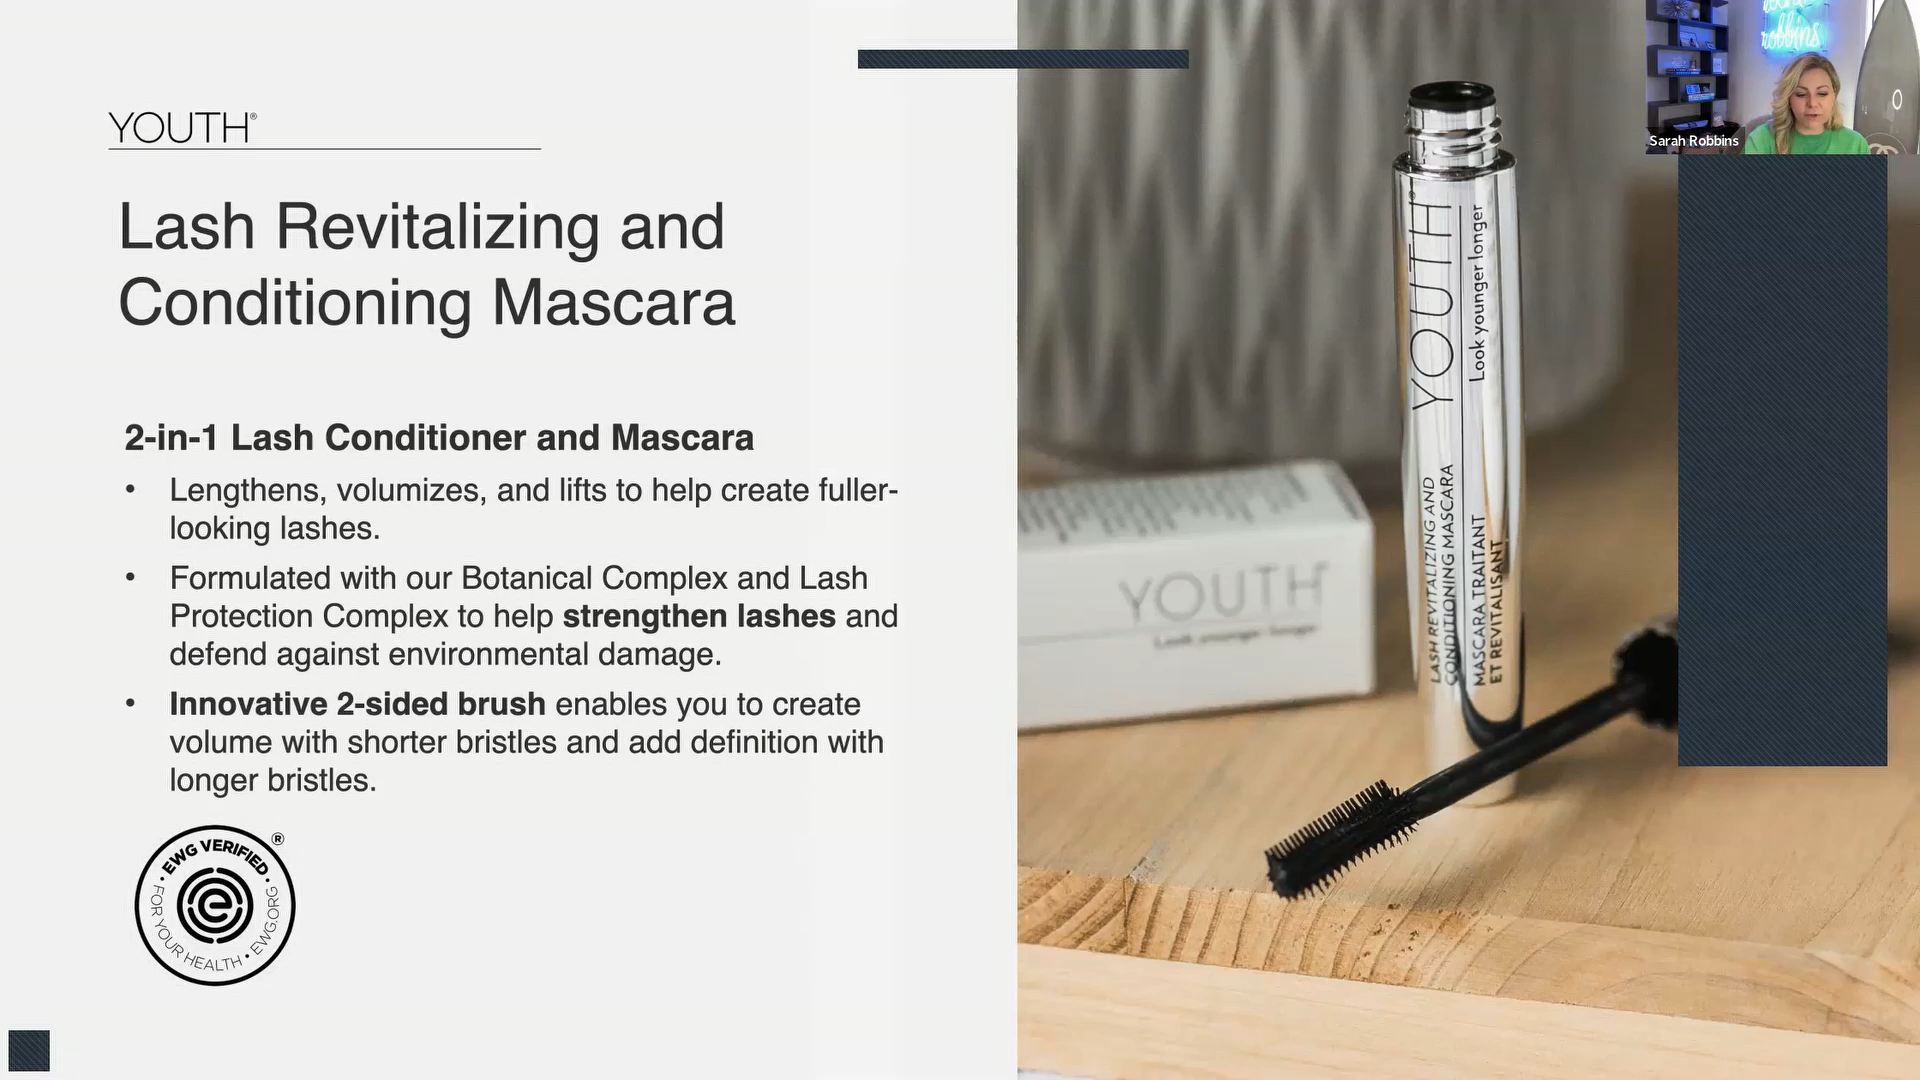 YOUTH®
Lash Revitalizing and
Conditioning Mascara
2-in-1 Lash Conditioner and Mascara
• Lengthens, volumizes, and lifts to help create fuller-
looking lashes.
• Formulated with our Botanical Complex and Lash
Protection Complex to help strengthen lashes and
defend against environmental damage.
• Innovative 2-sided brush enables you to create
volume with shorter bristles and add definition with
longer bristles.
• EWG VERIFIED • ®
FOR YOUR HEALTH • EWG.ORG
YOUTH
Look younger longer
LASH REVITALIZING AND
CONDITIONING MASCARA
MASCARA TRAITANT
ET REVITALISANT
YOUTH
Look younger longer
robbins
Sarah Robbins